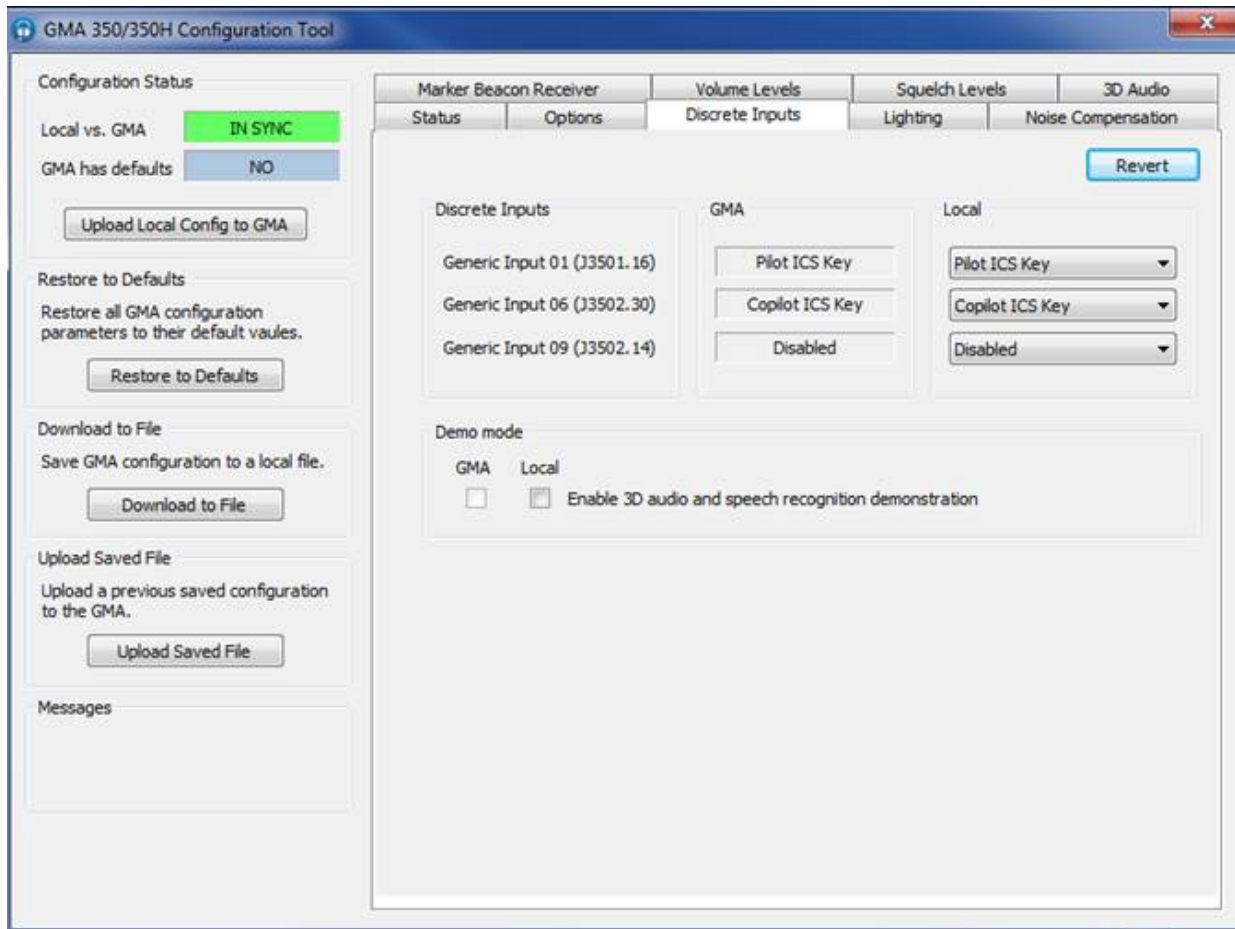 GMA 350/350H Configuration Tool
Configuration Status
Local vs. GMA IN SYNC
GMA has defaults NO
Upload Local Config to GMA
Restore to Defaults
Restore all GMA configuration
parameters to their default vaules.
Restore to Defaults
Download to File
Save GMA configuration to a local file.
Download to File
Upload Saved File
Upload a previous saved configuration
to the GMA.
Upload Saved File
Messages
Marker Beacon Receiver Volume Levels Squelch Levels 3D Audio
Status Options Discrete Inputs Lighting Noise Compensation
Revert
Discrete Inputs GMA Local
Generic Input 01 (J3501.16) Pilot ICS Key Pilot ICS Key
Generic Input 06 (J3502.30) Copilot ICS Key Copilot ICS Key
Generic Input 09 (J3502.14) Disabled Disabled
Demo mode
GMA Local
Enable 3D audio and speech recognition demonstration